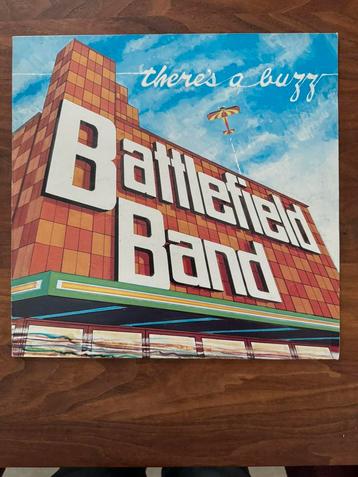 there's a buzz
Battlefield
Band